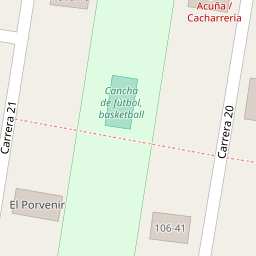 Acuña /
Cacharrería
Cancha
de fútbol,
basketball
Carrera 21
Carrera 20
El Porvenir
106-41